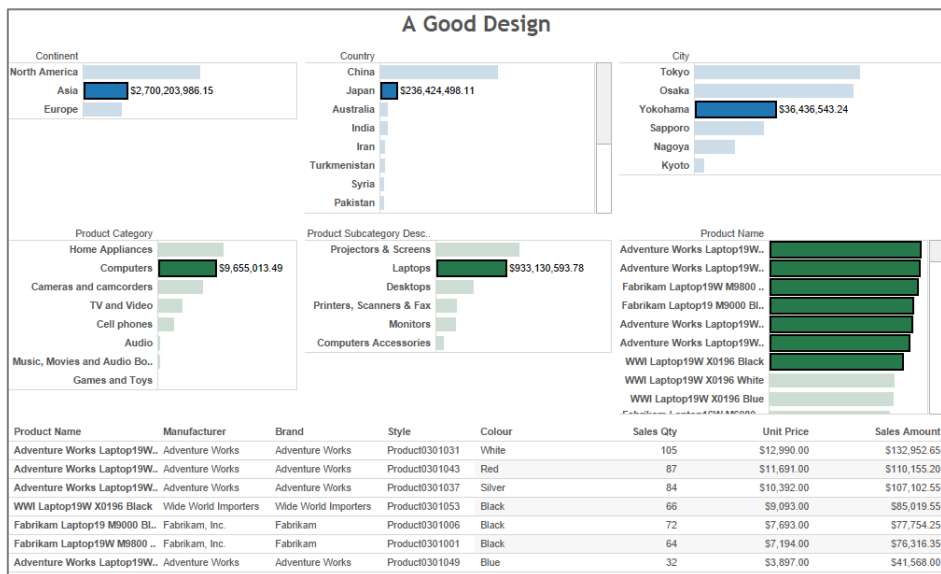 A Good Design
Continent
North America
Asia $2,700,203,986.15
Europe
Country
China
Japan $236,424,498.11
Australia
India
Iran
Turkmenistan
Syria
Pakistan
City
Tokyo
Osaka
Yokohama $36,436,543.24
Sapporo
Nagoya
Kyoto
Product Category
Home Appliances
Computers $9,655,013.49
Cameras and camcorders
TV and Video
Cell phones
Audio
Music, Movies and Audio Bo..
Games and Toys
Product Subcategory Desc..
Projectors & Screens
Laptops $933,130,593.78
Desktops
Printers, Scanners & Fax
Monitors
Computers Accessories
Product Name
Adventure Works Laptop19W..
Adventure Works Laptop19W..
Fabrikam Laptop19W M9800 ..
Fabrikam Laptop19 M9000 Bl..
Adventure Works Laptop19W..
Adventure Works Laptop19W..
WWI Laptop19W X0196 Black
WWI Laptop19W X0196 White
WWI Laptop19W X0196 Blue
Product Name Manufacturer Brand Style Colour Sales Qty Unit Price Sales Amount
Adventure Works Laptop19W.. Adventure Works Adventure Works Product0301031 White 105 $12,990.00 $132,952.65
Adventure Works Laptop19W.. Adventure Works Adventure Works Product0301043 Red 87 $11,691.00 $110,155.20
Adventure Works Laptop19W.. Adventure Works Adventure Works Product0301037 Silver 84 $10,392.00 $107,102.55
WWI Laptop19W X0196 Black Wide World Importers Wide World Importers Product0301053 Black 66 $9,093.00 $85,019.55
Fabrikam Laptop19 M9000 Bl.. Fabrikam, Inc. Fabrikam Product0301006 Black 72 $7,693.00 $77,754.25
Fabrikam Laptop19W M9800 .. Fabrikam, Inc. Fabrikam Product0301001 Black 64 $7,194.00 $76,316.35
Adventure Works Laptop19W.. Adventure Works Adventure Works Product0301049 Blue 32 $3,897.00 $41,568.00